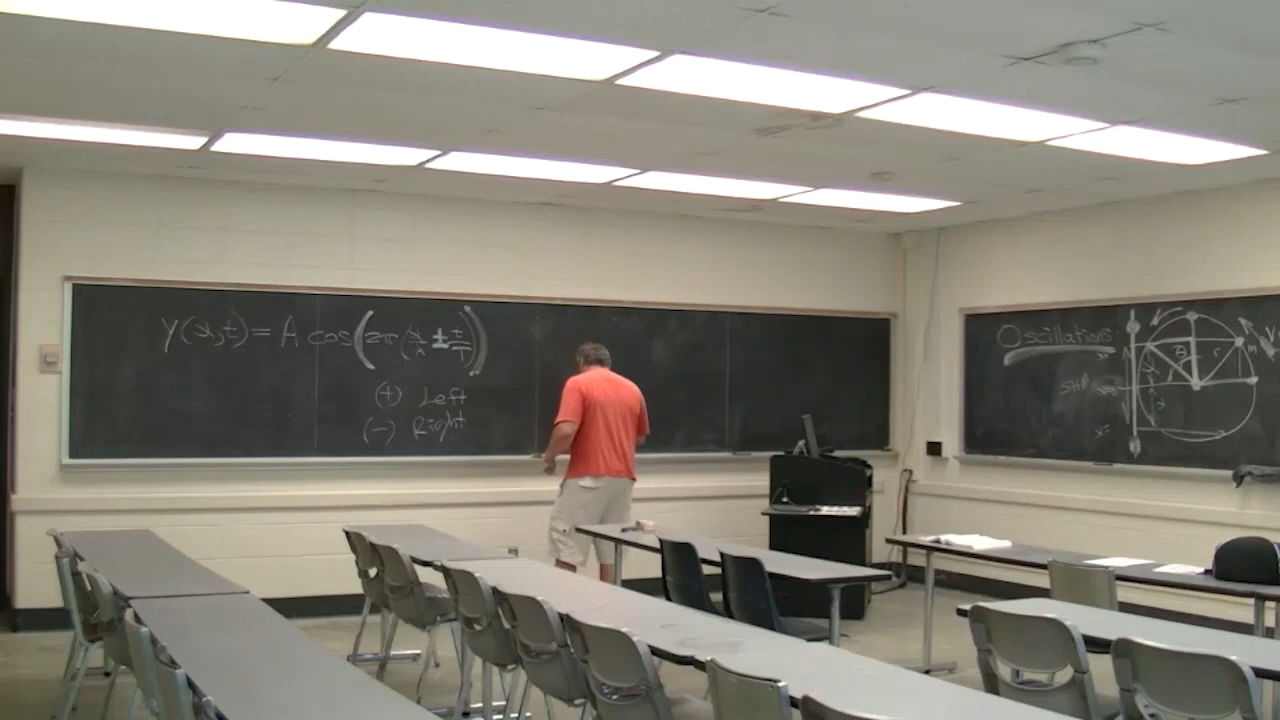 y(x,t) = A cos(2π(x/λ ± t/T))
(+) Left
(-) Right
Oscillations